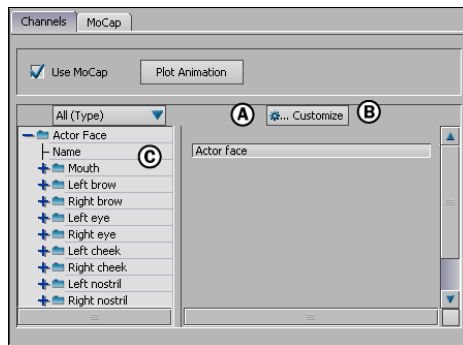 Channels MoCap
Use MoCap Plot Animation
All (Type) A ... Customize B
Actor Face
Name C Actor face
Mouth
Left brow
Right brow
Left eye
Right eye
Left cheek
Right cheek
Left nostril
Right nostril